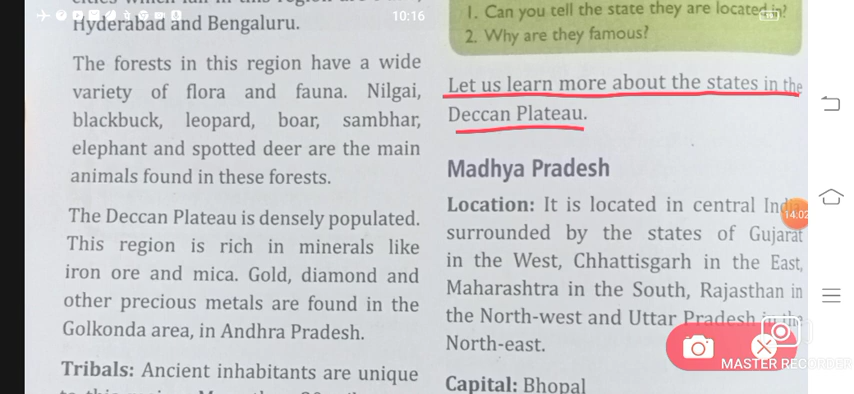 10:16
Hyderabad and Bengaluru.
The forests in this region have a wide
variety of flora and fauna. Nilgai,
blackbuck, leopard, boar, sambhar,
elephant and spotted deer are the main
animals found in these forests.
The Deccan Plateau is densely populated.
This region is rich in minerals like
iron ore and mica. Gold, diamond and
other precious metals are found in the
Golkonda area, in Andhra Pradesh.
Tribals: Ancient inhabitants are unique
1. Can you tell the state they are located in?
2. Why are they famous?
Let us learn more about the states in the
Deccan Plateau.
Madhya Pradesh
Location: It is located in central India
surrounded by the states of Gujarat
in the West, Chhattisgarh in the East,
Maharashtra in the South, Rajasthan in
the North-west and Uttar Pradesh in the
North-east.
Capital: Bhopal
14:02
MASTER RECORDER